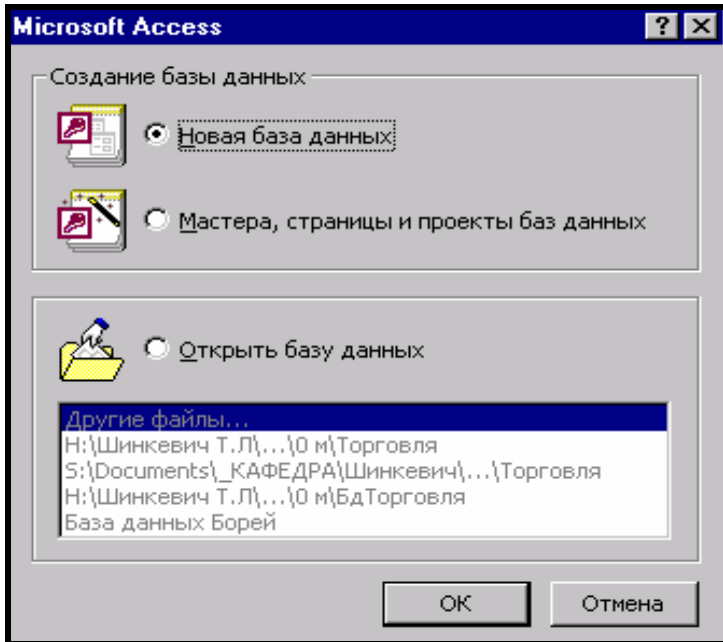 Microsoft Access
Создание базы данных
Новая база данных
Мастера, страницы и проекты баз данных
Открыть базу данных
Другие файлы...
H:\Шинкевич Т.Л\...\0 м\Торговля
S:\Documents\_КАФЕДРА\Шинкевич\...\Торговля
H:\Шинкевич Т.Л\...\0 м\БдТорговля
База данных Борей
ОК
Отмена